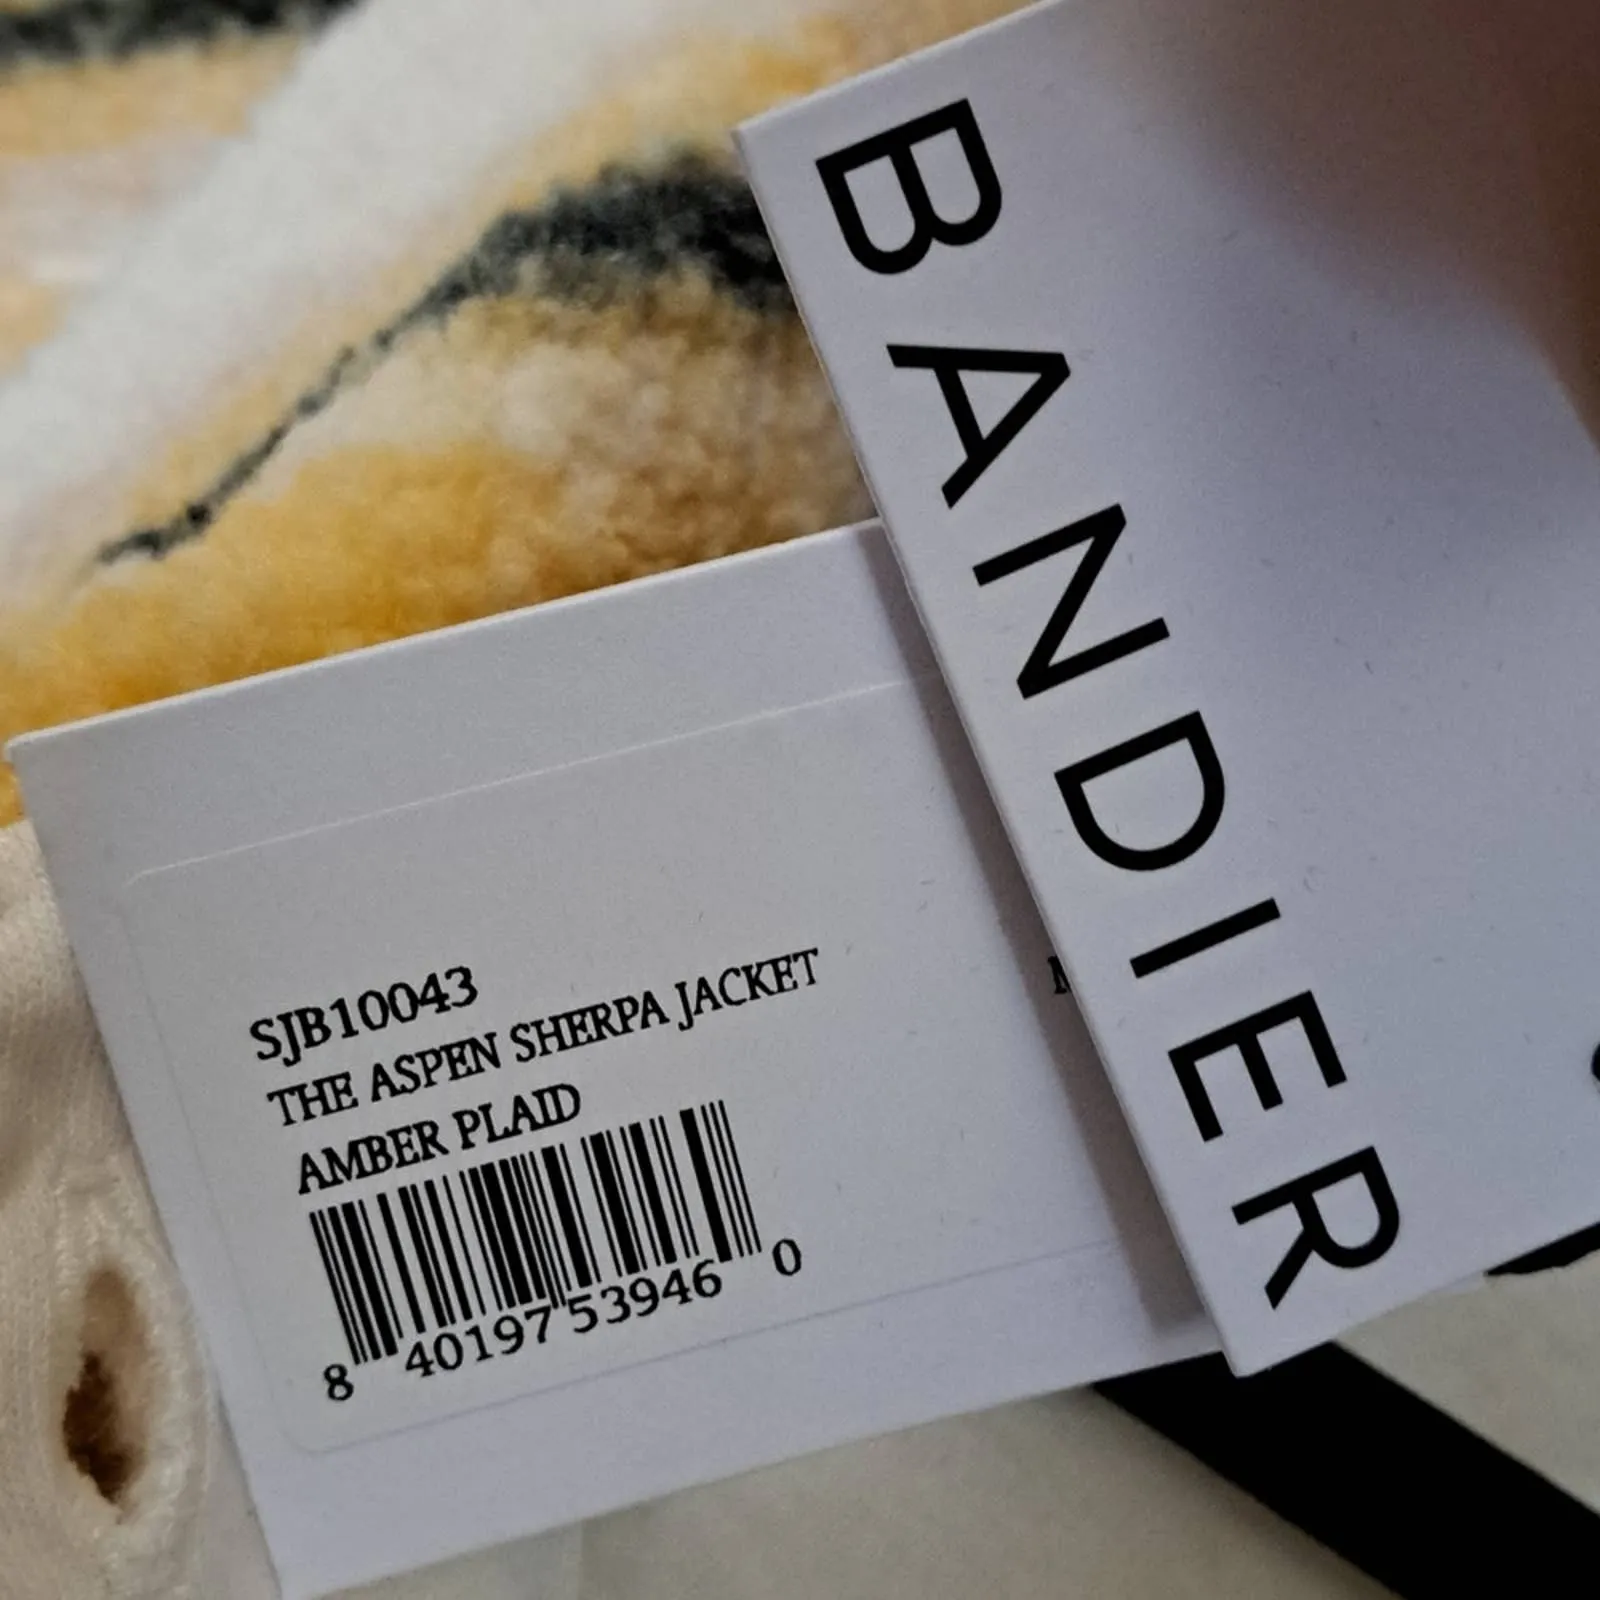 BANDIER
SJB10043
THE ASPEN SHERPA JACKET
AMBER PLAID
8 40197 53946 0